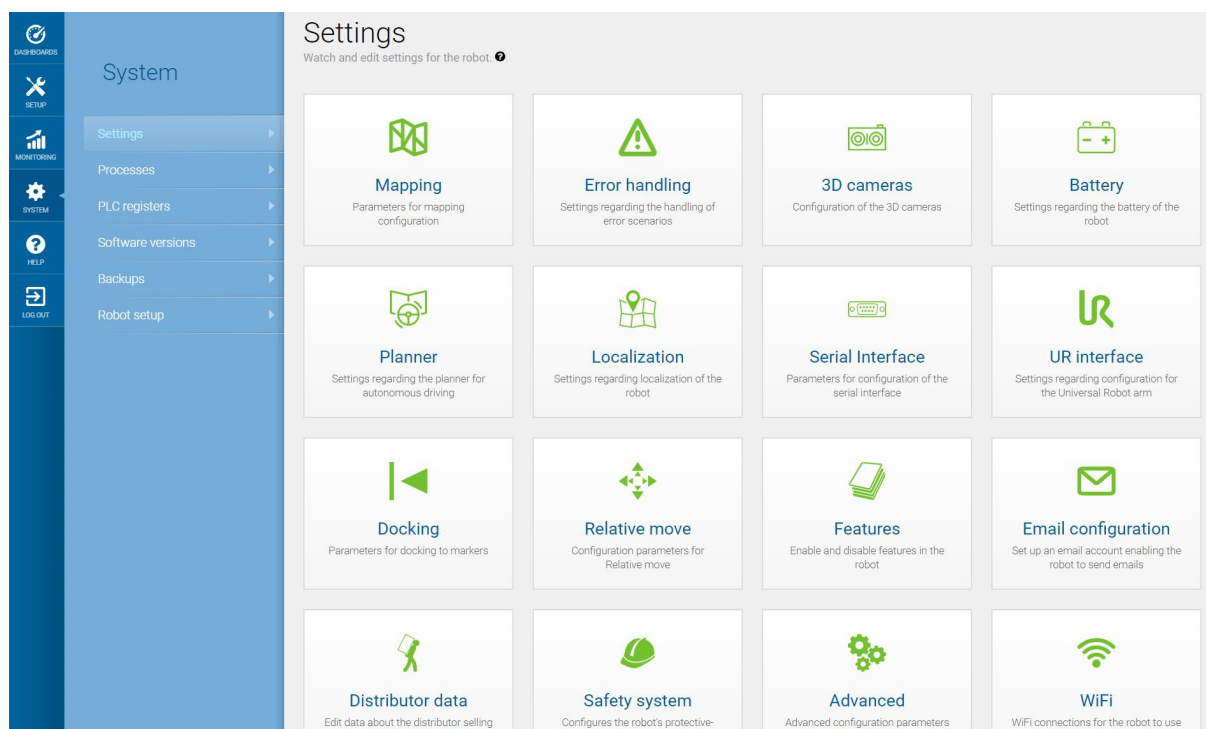 DASHBOARDS
SETUP
MONITORING
SYSTEM
HELP
LOG OUT
System
Settings
Processes
PLC registers
Software versions
Backups
Robot setup
Settings
Watch and edit settings for the robot.
Mapping
Parameters for mapping
configuration
Error handling
Settings regarding the handling of
error scenarios
3D cameras
Configuration of the 3D cameras
Battery
Settings regarding the battery of the
robot
Planner
Settings regarding the planner for
autonomous driving
Localization
Settings regarding localization of the
robot
Serial Interface
Parameters for configuration of the
serial interface
UR
UR interface
Settings regarding configuration for
the Universal Robot arm
Docking
Parameters for docking to markers
Relative move
Configuration parameters for
Relative move
Features
Enable and disable features in the
robot
Email configuration
Set up an email account enabling the
robot to send emails
Distributor data
Edit data about the distributor selling
Safety system
Configures the robot's protective-
Advanced
Advanced configuration parameters
WiFi
WiFi connections for the robot to use